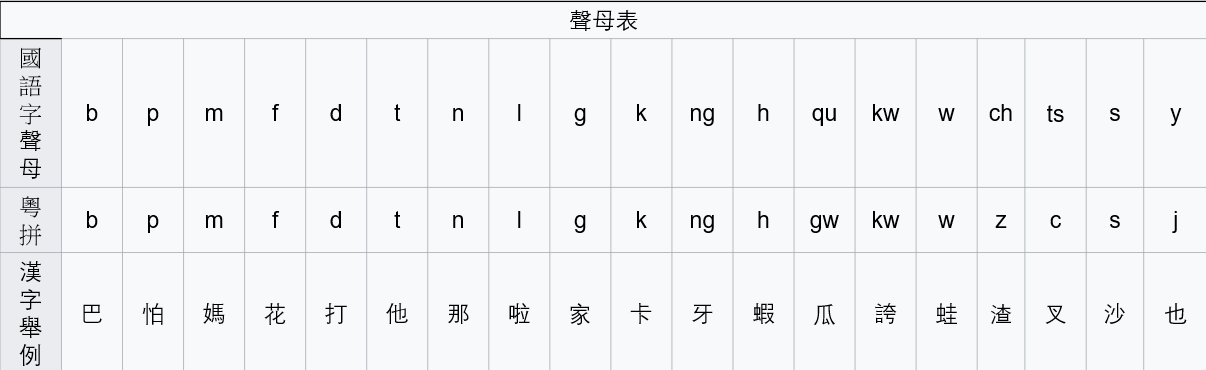 聲母表
國語字聲母 b p m f d t n l g k ng h qu kw w ch ts s y
粵拼 b p m f d t n l g k ng h gw kw w z c s j
漢字舉例 巴 怕 媽 花 打 他 那 啦 家 卡 牙 蝦 瓜 誇 蛙 渣 叉 沙 也